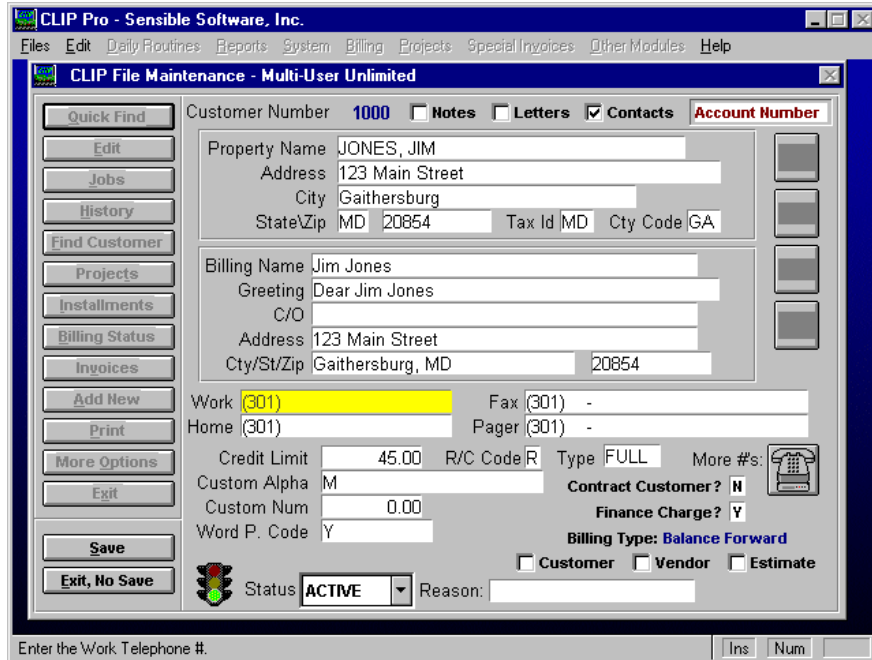 CLIP Pro - Sensible Software, Inc.
Files Edit Daily Routines Reports System Billing Projects Special Invoices Other Modules Help
CLIP File Maintenance - Multi-User Unlimited
Quick Find
Edit
Jobs
History
Find Customer
Projects
Installments
Billing Status
Invoices
Add New
Print
More Options
Exit
Save
Exit, No Save
Customer Number 1000 Notes Letters Contacts Account Number
Property Name JONES, JIM
Address 123 Main Street
City Gaithersburg
State\Zip MD 20854 Tax Id MD Cty Code GA
Billing Name Jim Jones
Greeting Dear Jim Jones
C/O
Address 123 Main Street
Cty/St/Zip Gaithersburg, MD 20854
Work (301) Fax (301) -
Home (301) Pager (301) -
Credit Limit 45.00 R/C Code R Type FULL More #'s:
Custom Alpha M Contract Customer? N
Custom Num 0.00 Finance Charge? Y
Word P. Code Y Billing Type: Balance Forward
Customer Vendor Estimate
Status ACTIVE Reason:
Enter the Work Telephone #. Ins Num